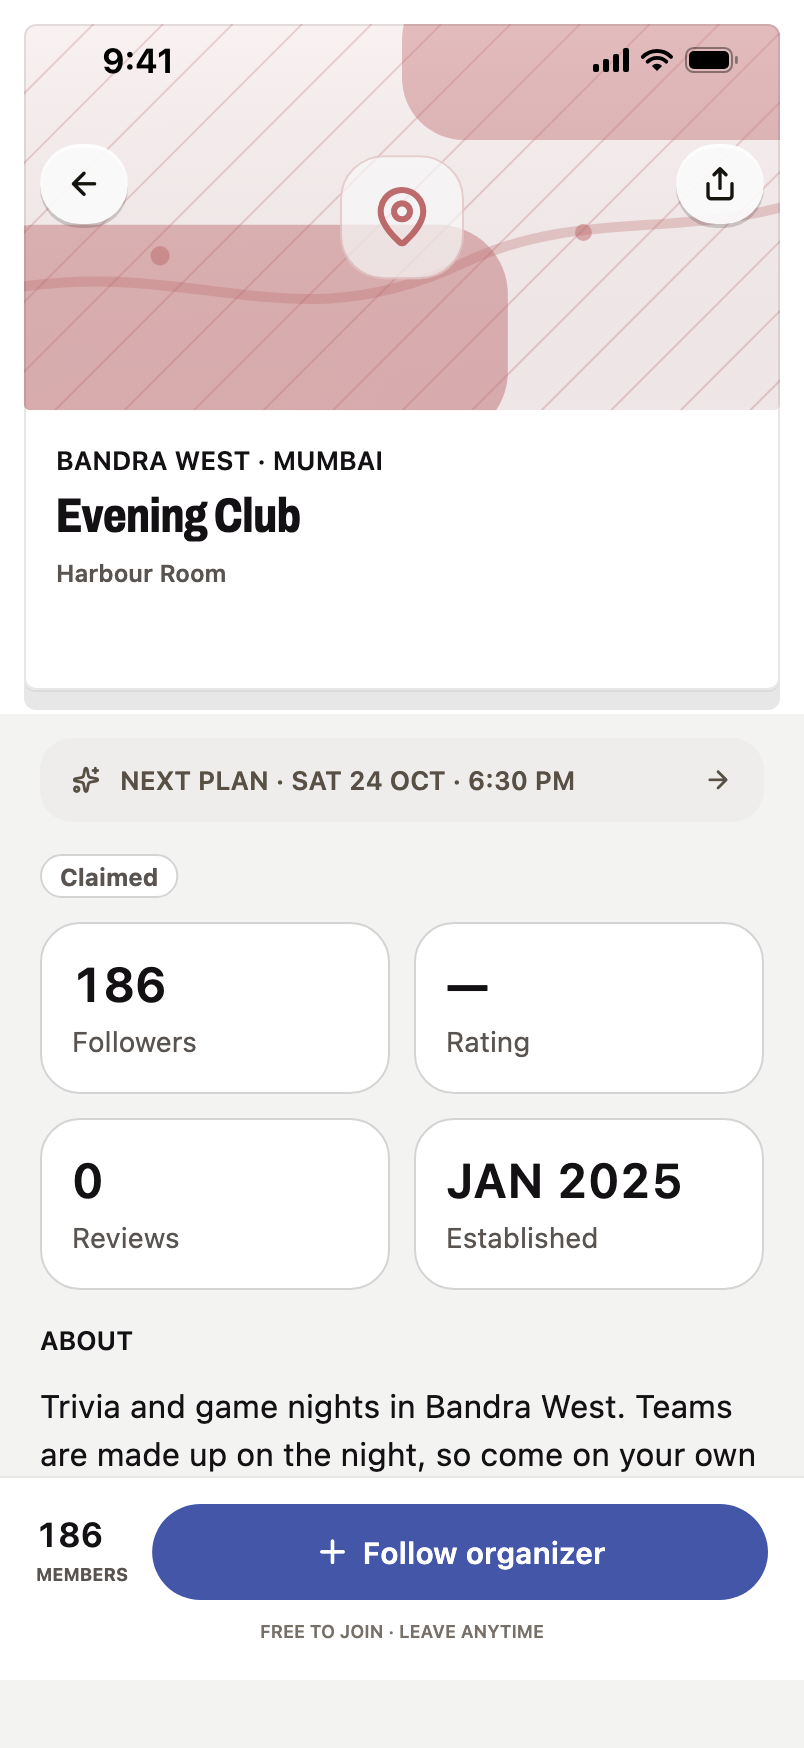 9:41
BANDRA WEST · MUMBAI
Evening Club
Harbour Room
NEXT PLAN · SAT 24 OCT · 6:30 PM
Claimed
186
Followers
—
Rating
0
Reviews
JAN 2025
Established
ABOUT
Trivia and game nights in Bandra West. Teams
are made up on the night, so come on your own
186
MEMBERS
Follow organizer
FREE TO JOIN · LEAVE ANYTIME